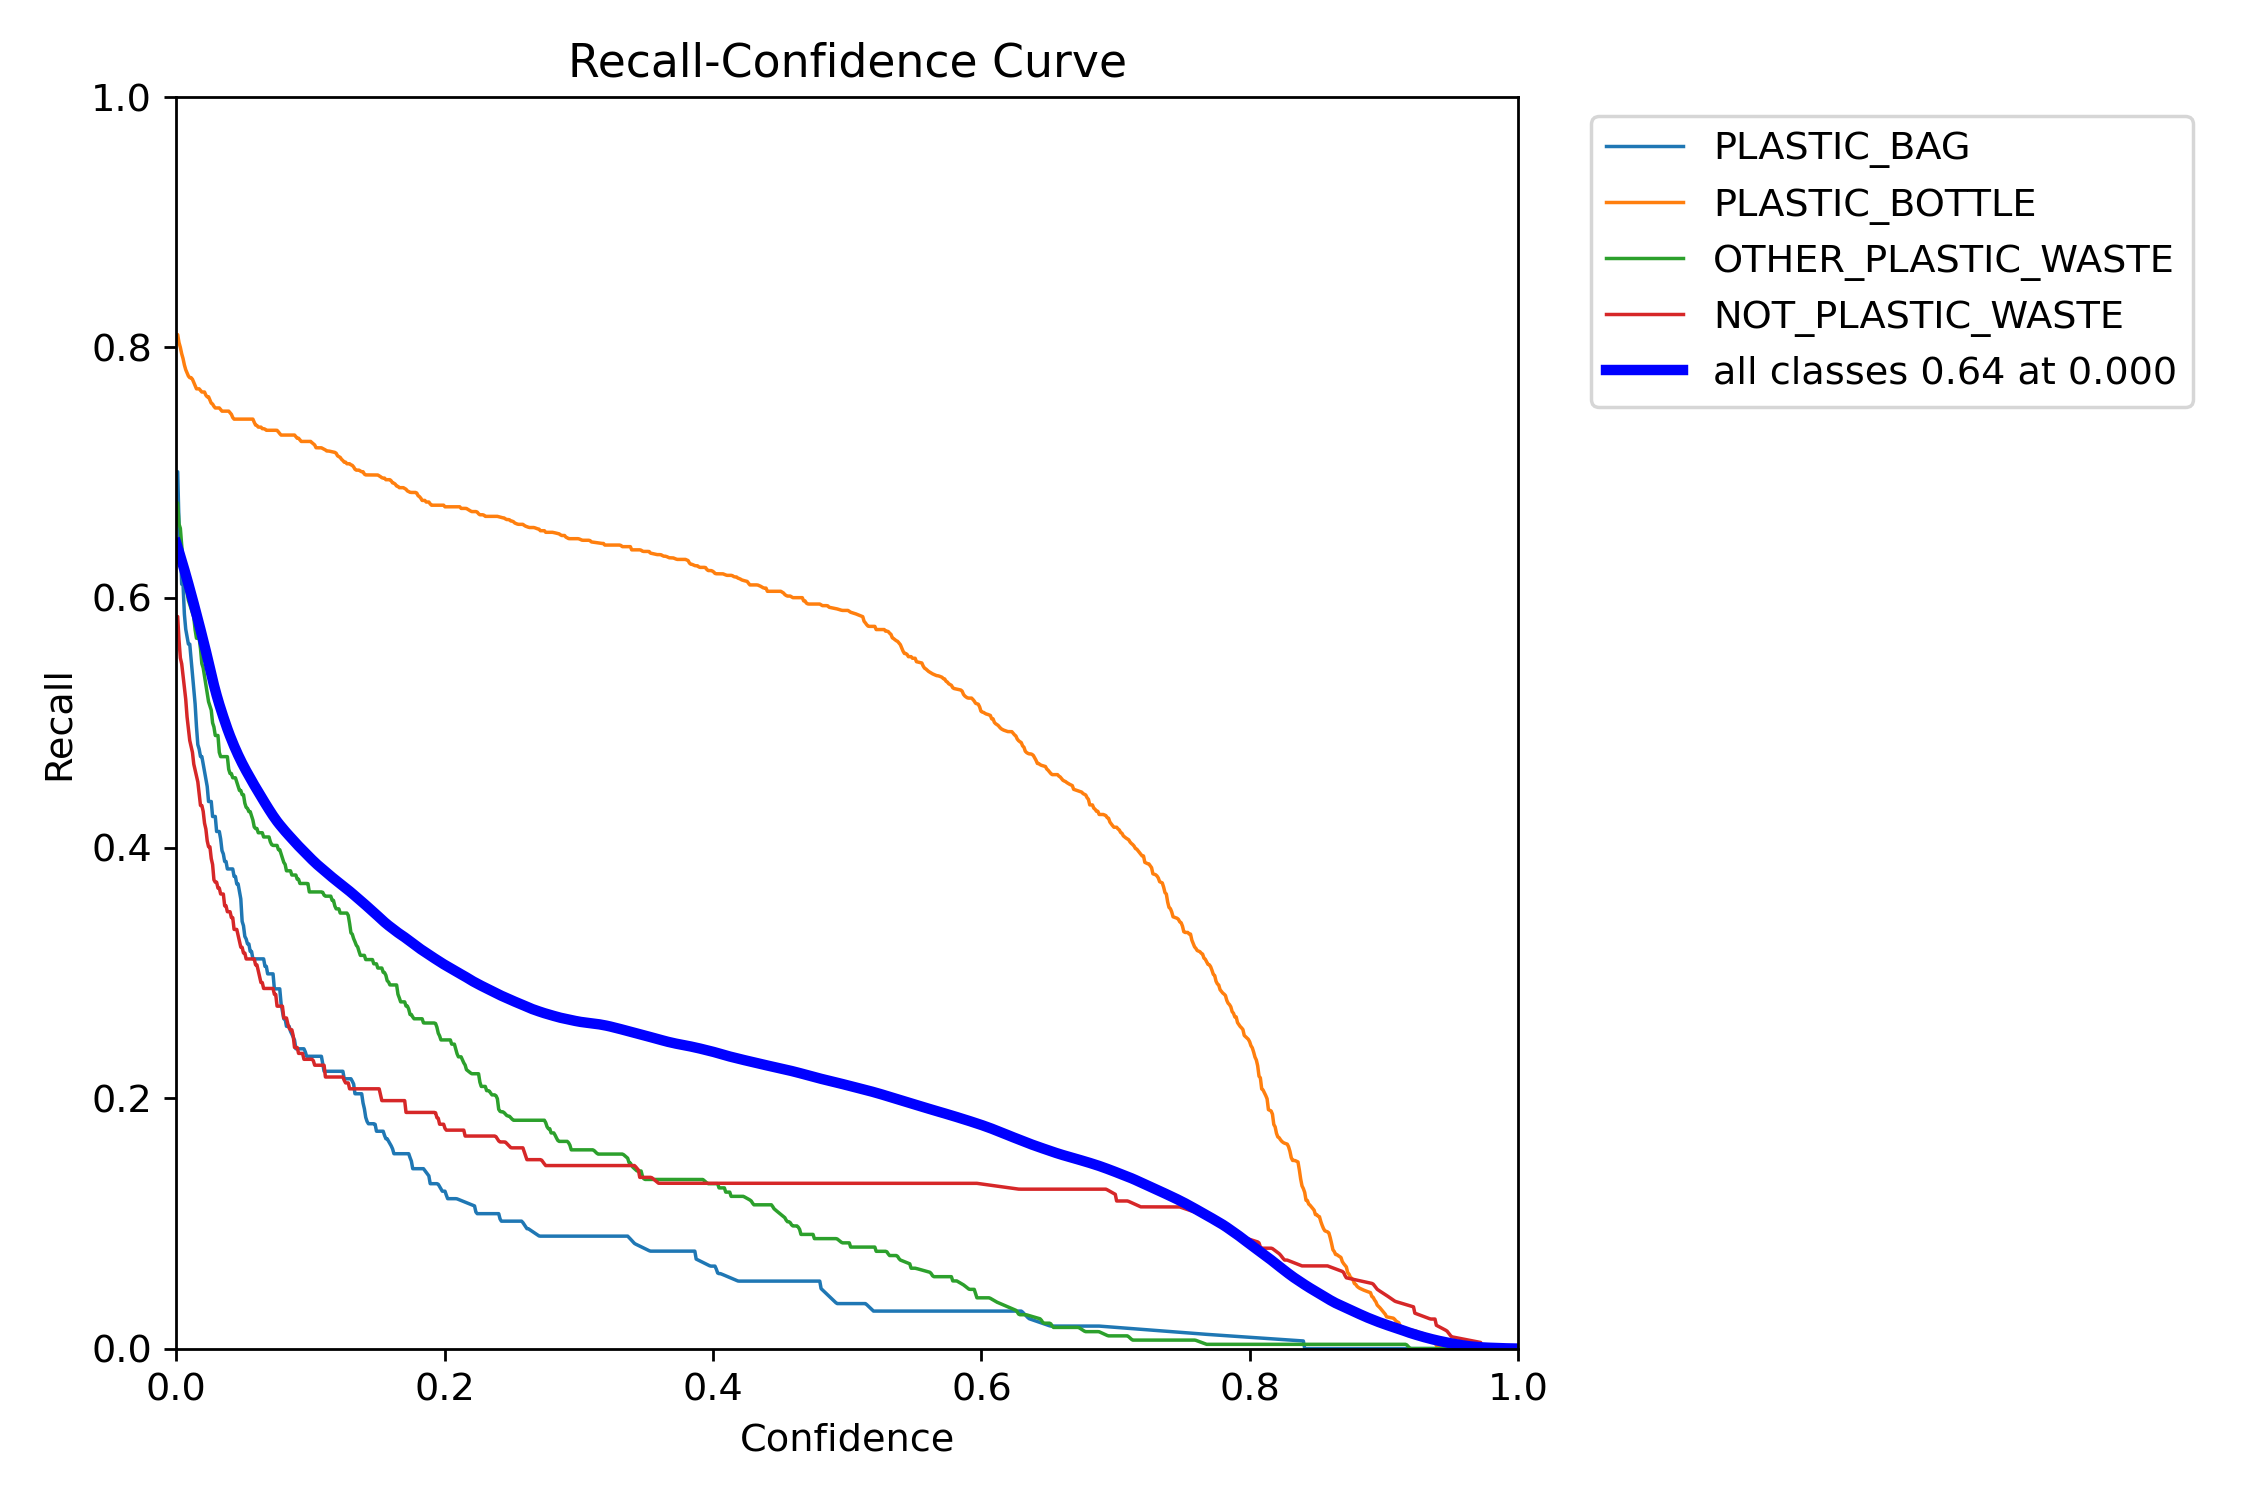 Recall-Confidence Curve
1.0
0.8
0.6
0.4
0.2
0.0
Recall
0.0 0.2 0.4 0.6 0.8 1.0
Confidence
PLASTIC_BAG
PLASTIC_BOTTLE
OTHER_PLASTIC_WASTE
NOT_PLASTIC_WASTE
all classes 0.64 at 0.000